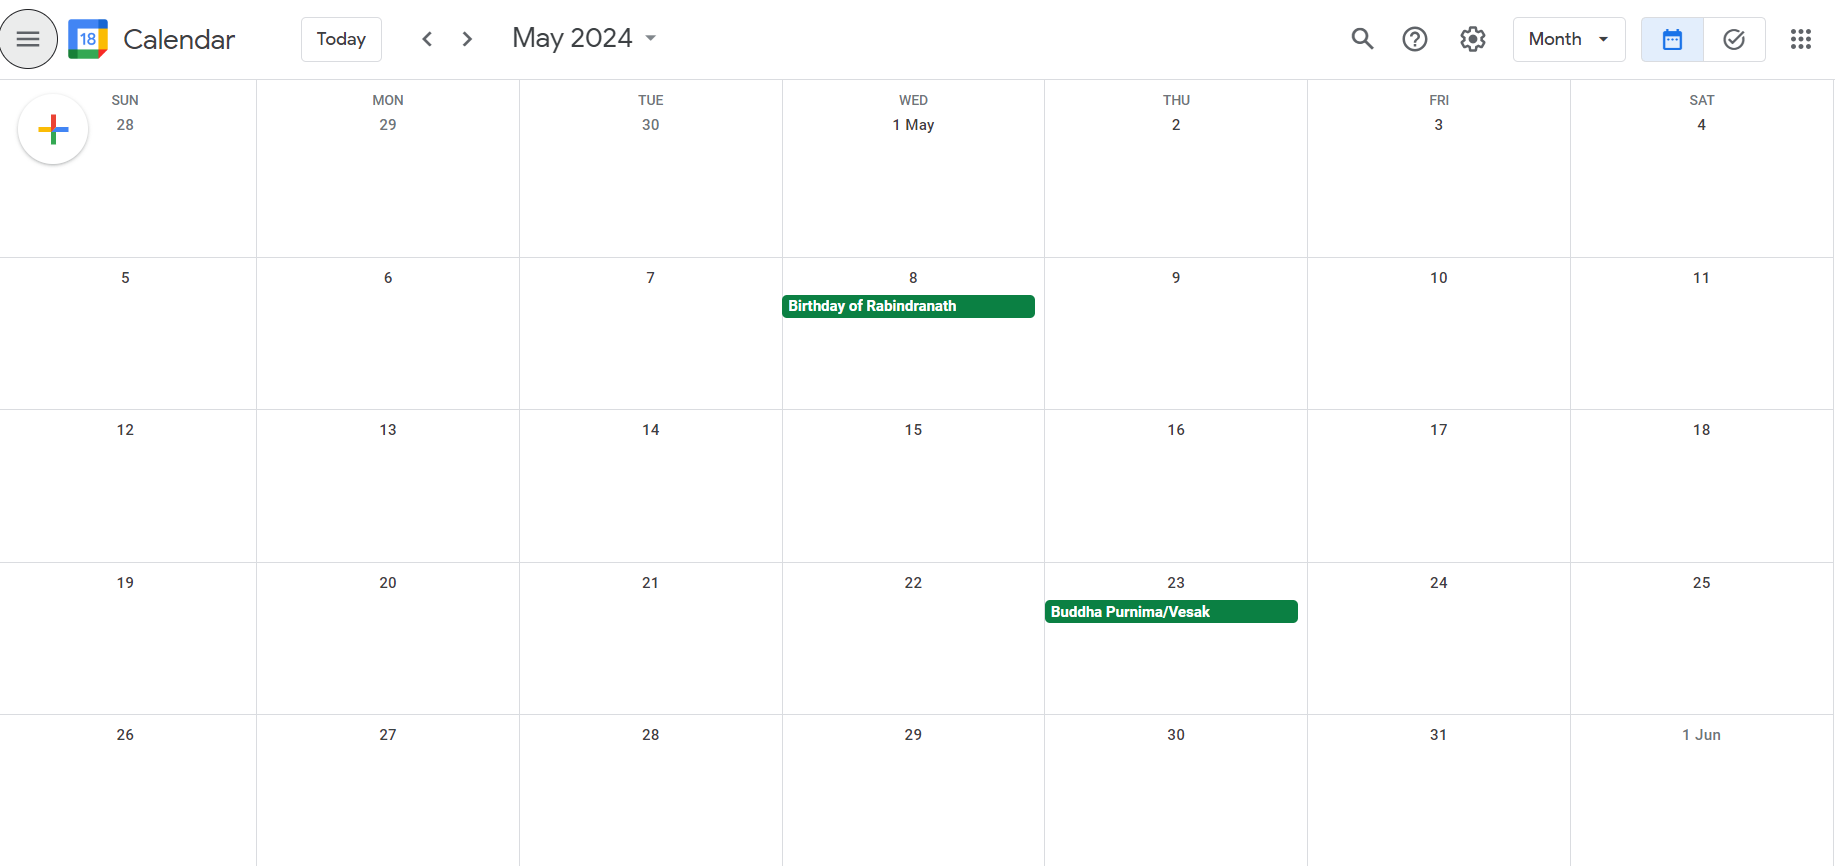 18 Calendar Today May 2024 Month
SUN MON TUE WED THU FRI SAT
28 29 30 1 May 2 3 4
5 6 7 8 9 10 11
Birthday of Rabindranath
12 13 14 15 16 17 18
19 20 21 22 23 24 25
Buddha Purnima/Vesak
26 27 28 29 30 31 1 Jun